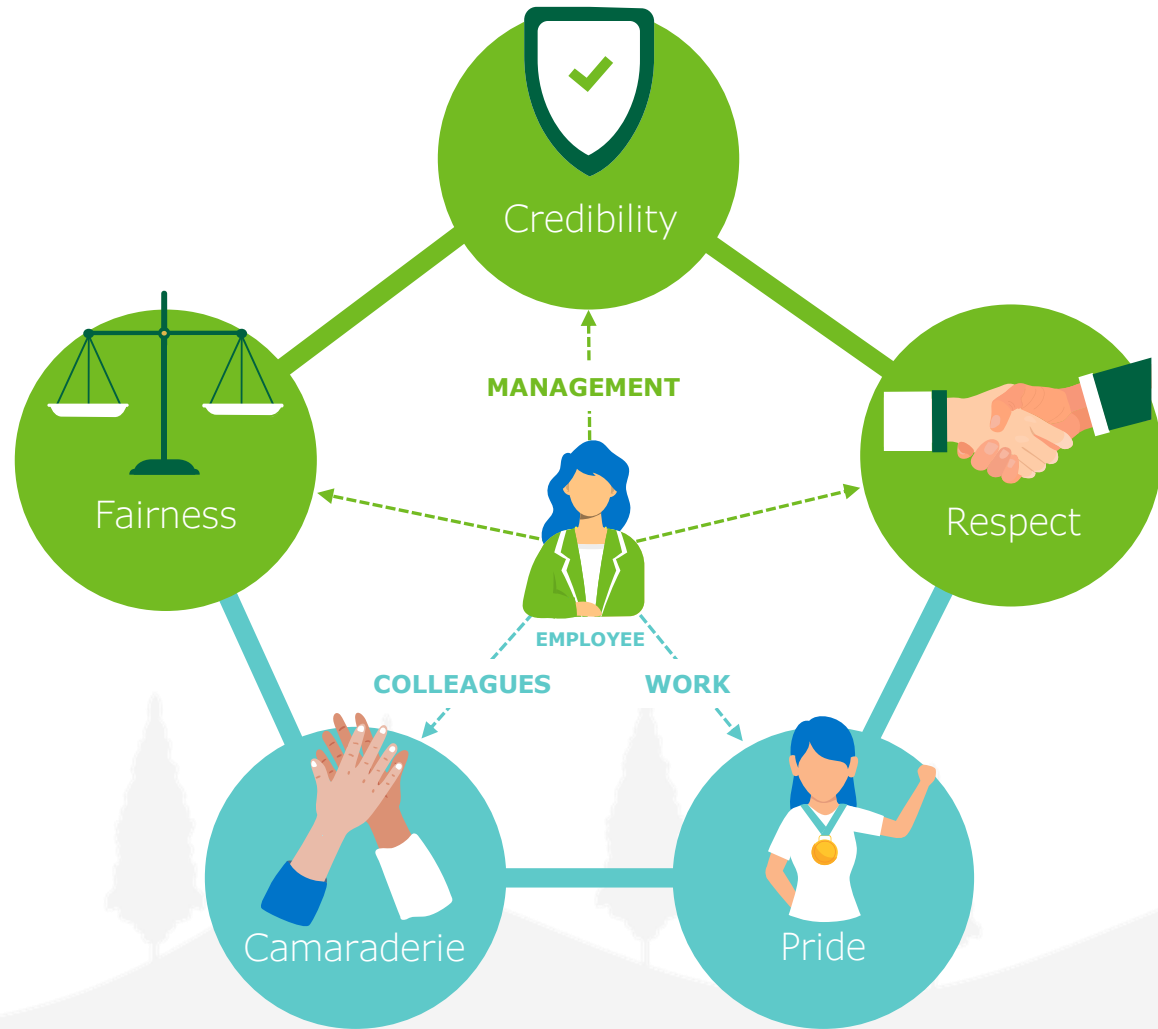 Credibility
MANAGEMENT
Fairness
Respect
EMPLOYEE
COLLEAGUES
WORK
Camaraderie
Pride